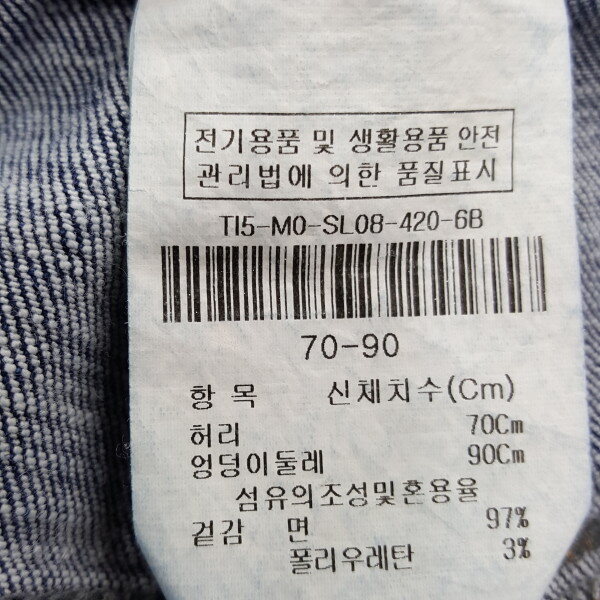 전기용품 및 생활용품 안전
관리법에 의한 품질표시
TI5-M0-SL08-420-6B
70-90
항 목 신체치수(Cm)
허리 70Cm
엉덩이둘레 90Cm
섬유의조성및혼용율
겉감 면 97%
폴리우레탄 3%